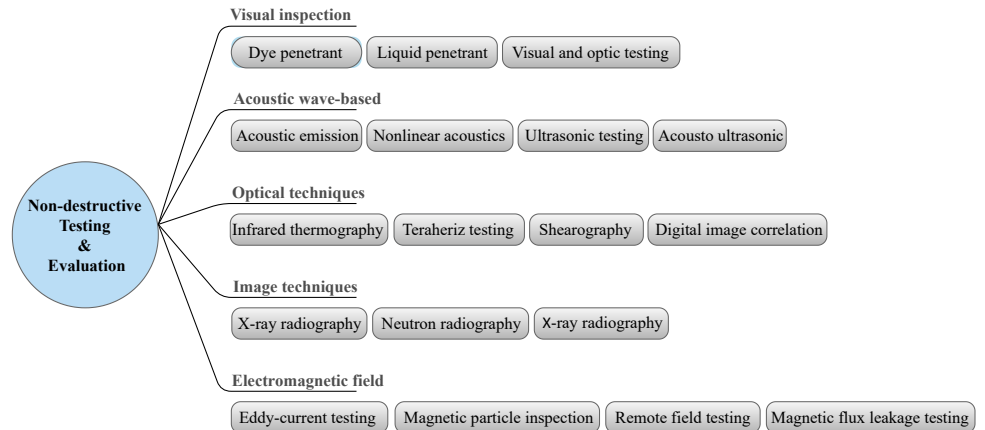 Visual inspection
Dye penetrant Liquid penetrant Visual and optic testing
Acoustic wave-based
Acoustic emission Nonlinear acoustics Ultrasonic testing Acousto ultrasonic
Non-destructive
Testing
&
Evaluation
Optical techniques
Infrared thermography Teraheriz testing Shearography Digital image correlation
Image techniques
X-ray radiography Neutron radiography X-ray radiography
Electromagnetic field
Eddy-current testing Magnetic particle inspection Remote field testing Magnetic flux leakage testing